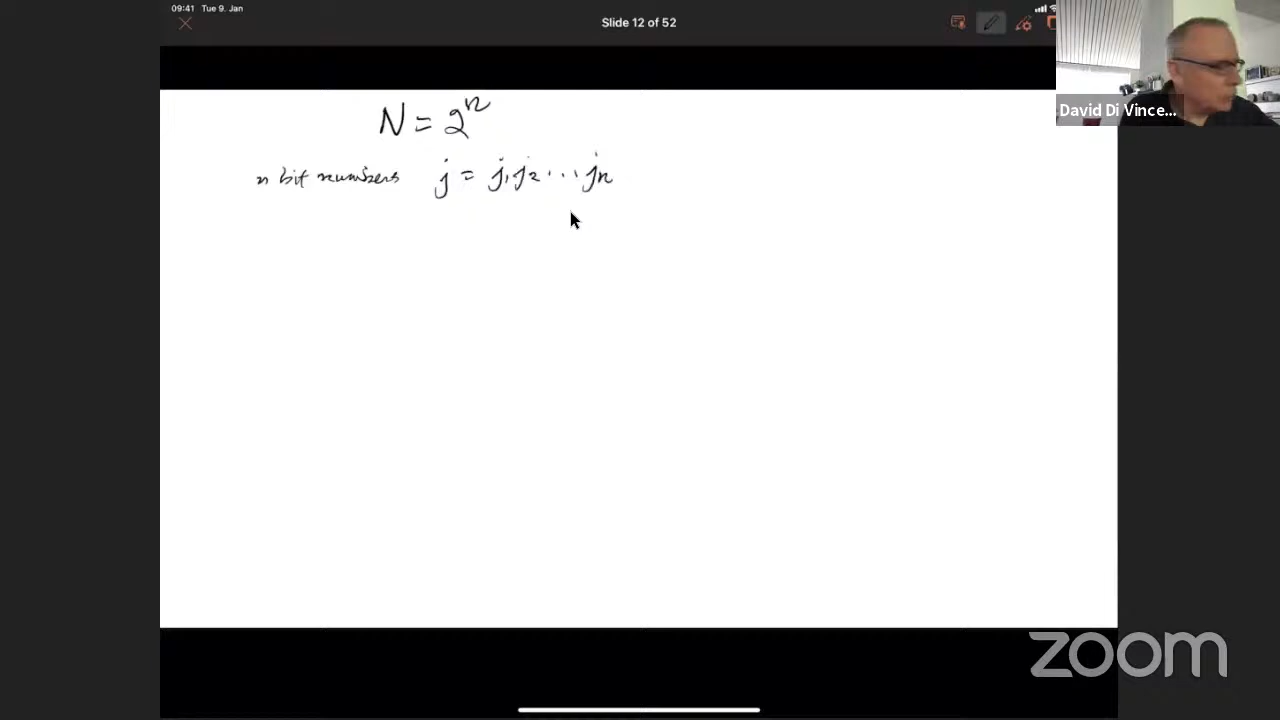 09:41 Tue 9. Jan
Slide 12 of 52
David Di Vince...
N = 2^n
n bit numbers j = j₁j₂...jₙ
zoom